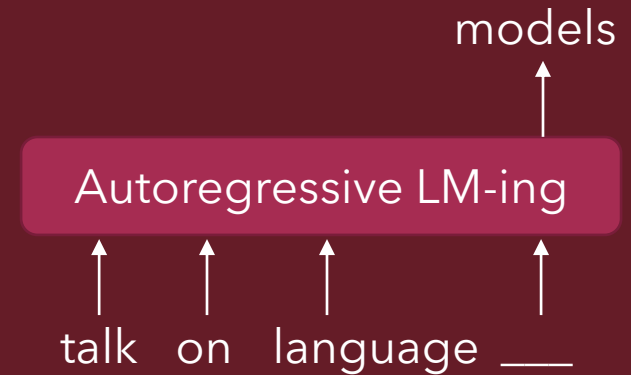 models
Autoregressive LM-ing
talk on language ___